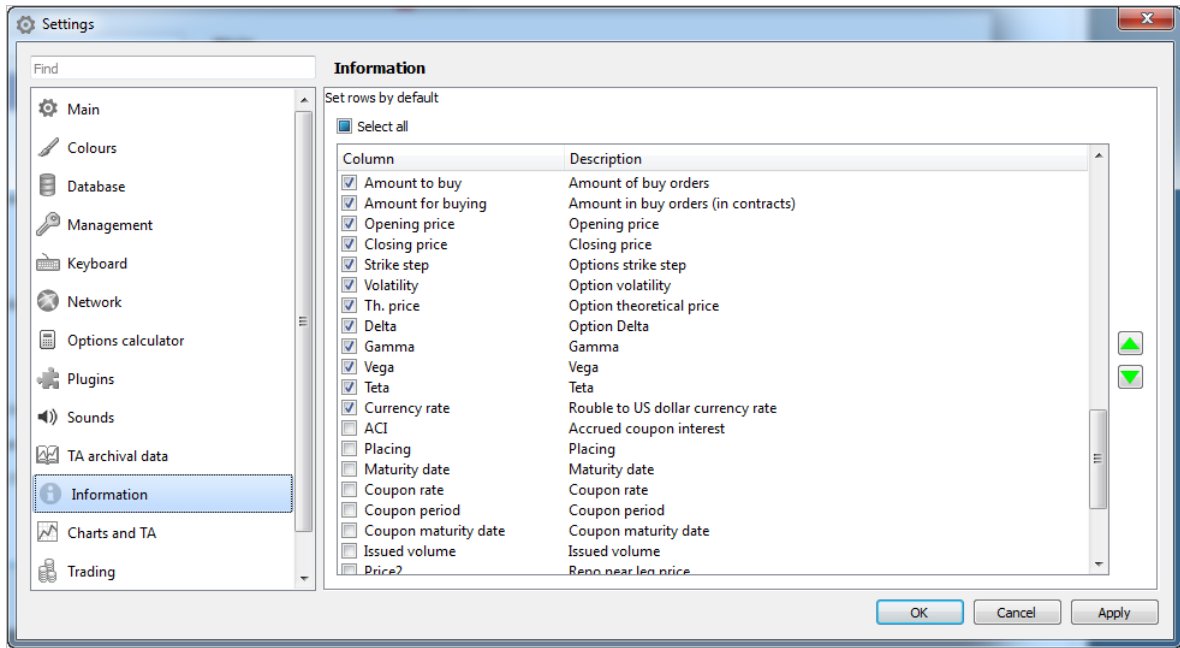 Settings
Find
Main
Colours
Database
Management
Keyboard
Network
Options calculator
Plugins
Sounds
TA archival data
Information
Charts and TA
Trading
Information
Set rows by default
Select all
Column Description
Amount to buy Amount of buy orders
Amount for buying Amount in buy orders (in contracts)
Opening price Opening price
Closing price Closing price
Strike step Options strike step
Volatility Option volatility
Th. price Option theoretical price
Delta Option Delta
Gamma Gamma
Vega Vega
Teta Teta
Currency rate Rouble to US dollar currency rate
ACI Accrued coupon interest
Placing Placing
Maturity date Maturity date
Coupon rate Coupon rate
Coupon period Coupon period
Coupon maturity date Coupon maturity date
Issued volume Issued volume
Price2 Repo near leg price
OK Cancel Apply